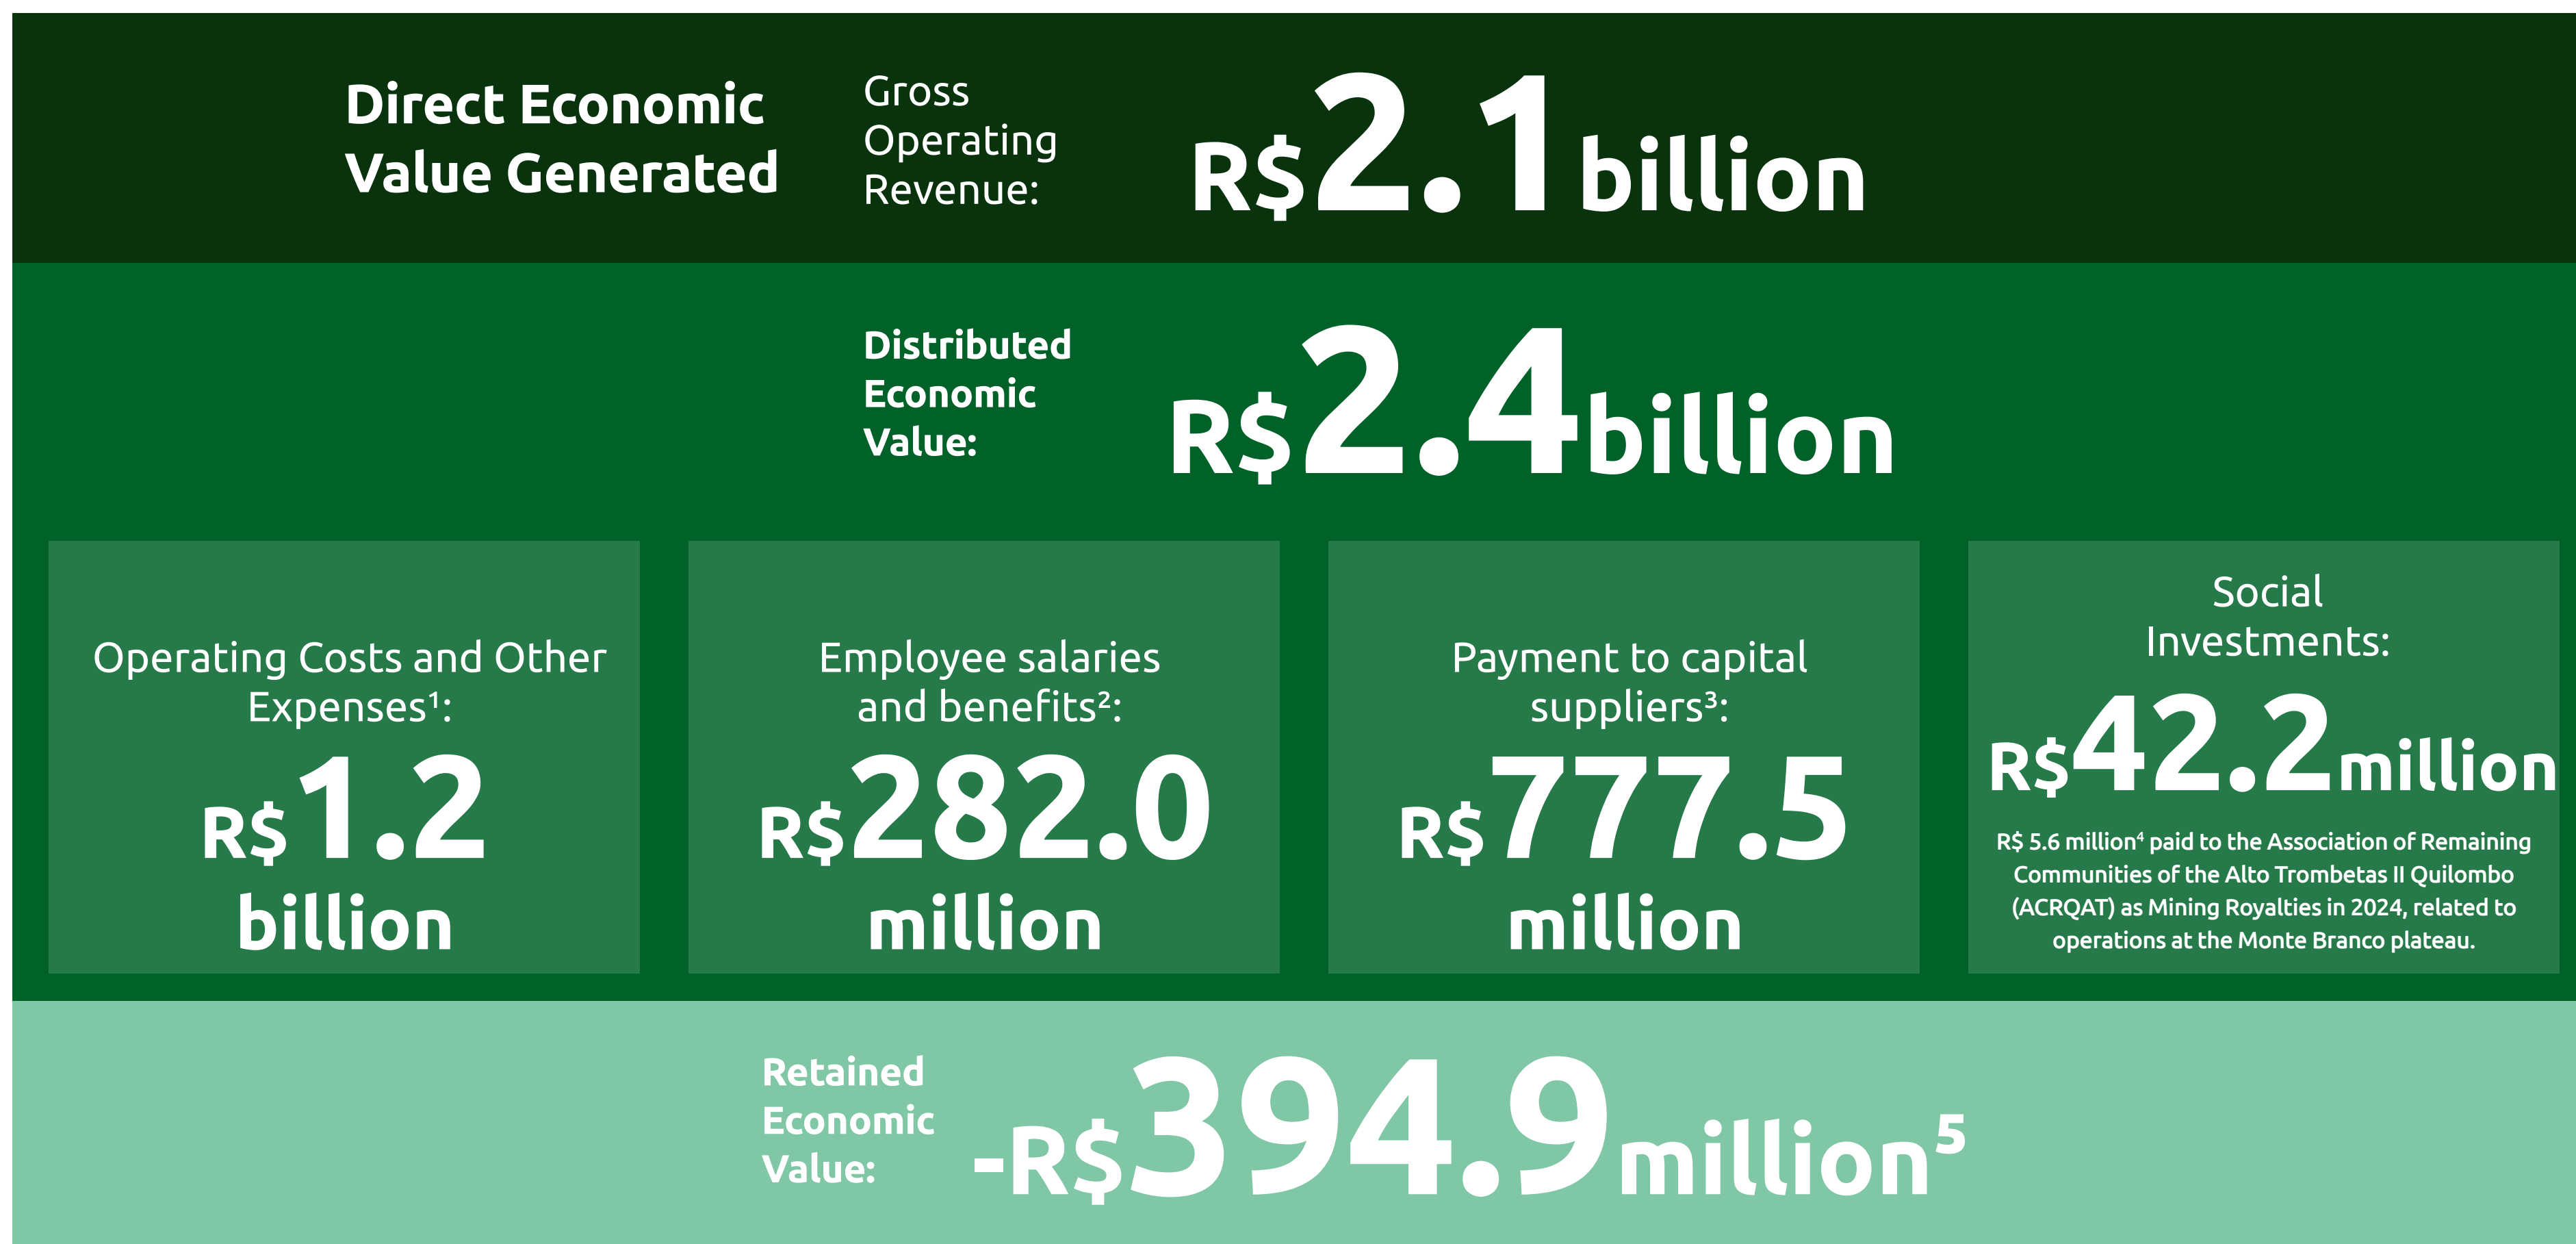 Direct Economic
Value Generated
Gross
Operating
Revenue:
R$2.1billion
Distributed
Economic
Value:
R$2.4billion
Operating Costs and Other
Expenses¹:
R$1.2
billion
Employee salaries
and benefits²:
R$282.0
million
Payment to capital
suppliers³:
R$777.5
million
Social
Investments:
R$42.2million
R$ 5.6 million⁴ paid to the Association of Remaining
Communities of the Alto Trombetas II Quilombo
(ACRQAT) as Mining Royalties in 2024, related to
operations at the Monte Branco plateau.
Retained
Economic
Value:
-R$394.9million⁵